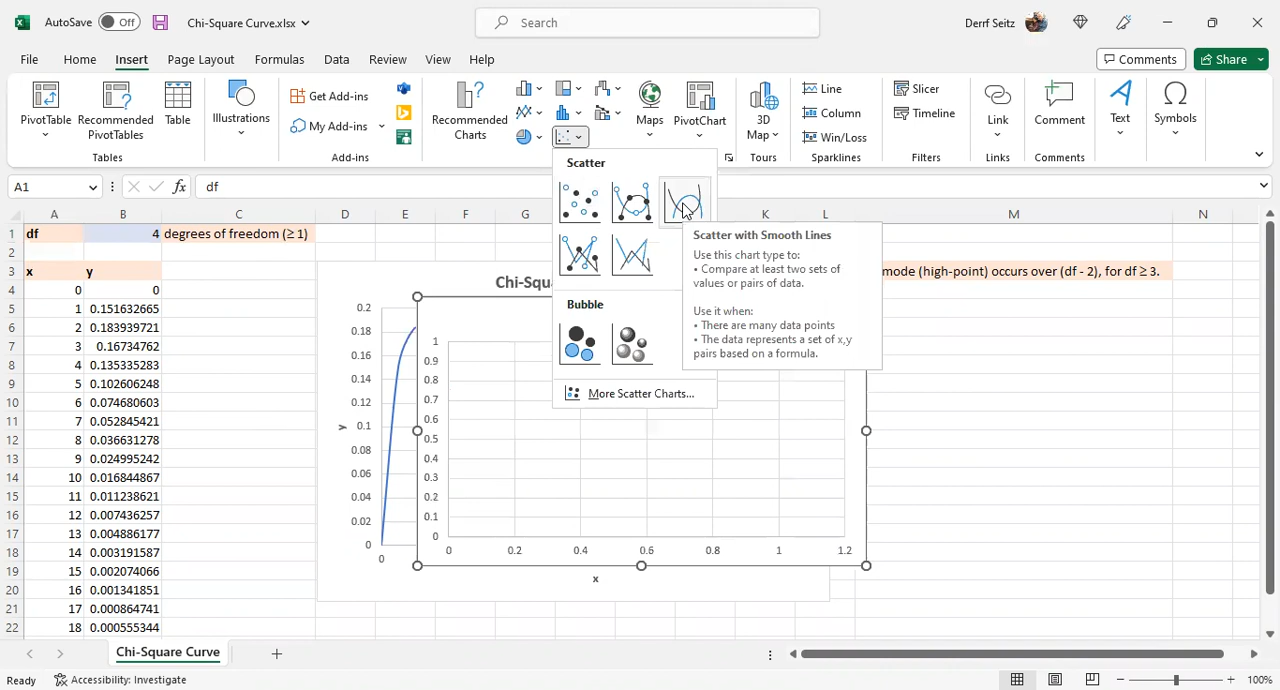 AutoSave Off Chi-Square Curve.xlsx Search Derrf Seitz
File Home Insert Page Layout Formulas Data Review View Help Comments Share
PivotTable Recommended PivotTables Table
Tables
Illustrations
Get Add-ins
My Add-ins
Add-ins
Recommended Charts
Maps PivotChart
3D Map
Tours
Line
Column
Win/Loss
Sparklines
Slicer
Timeline
Filters
Link
Links
Comment
Comments
Text
Symbols
A1 fx df
Scatter
Scatter with Smooth Lines
Use this chart type to:
• Compare at least two sets of
values or pairs of data.
Use it when:
• There are many data points
• The data represents a set of x,y
pairs based on a formula.
Bubble
More Scatter Charts...
A B C D E F G K L M N
1 df 4 degrees of freedom (≥ 1)
2
3 x y mode (high-point) occurs over (df - 2), for df ≥ 3.
4 0 0
5 1 0.151632665
6 2 0.183939721
7 3 0.16734762
8 4 0.135335283
9 5 0.102606248
10 6 0.074680603
11 7 0.052845421
12 8 0.036631278
13 9 0.024995242
14 10 0.016844867
15 11 0.011238621
16 12 0.007436257
17 13 0.004886177
18 14 0.003191587
19 15 0.002074066
20 16 0.001341851
21 17 0.000864741
22 18 0.000555344
Chi-Squ
0.2
0.18
0.16
0.14
0.12
0.1
0.08
0.06
0.04
0.02
0
y
0
1
0.9
0.8
0.7
0.6
0.5
0.4
0.3
0.2
0.1
0
0 0.2 0.4 0.6 0.8 1 1.2
x
Chi-Square Curve
Ready Accessibility: Investigate 100%